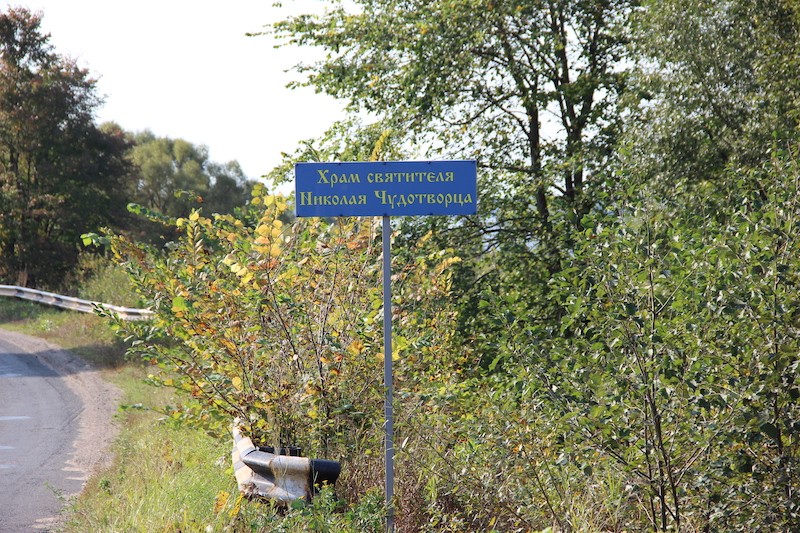 Храм святителя
Николая Чудотворца